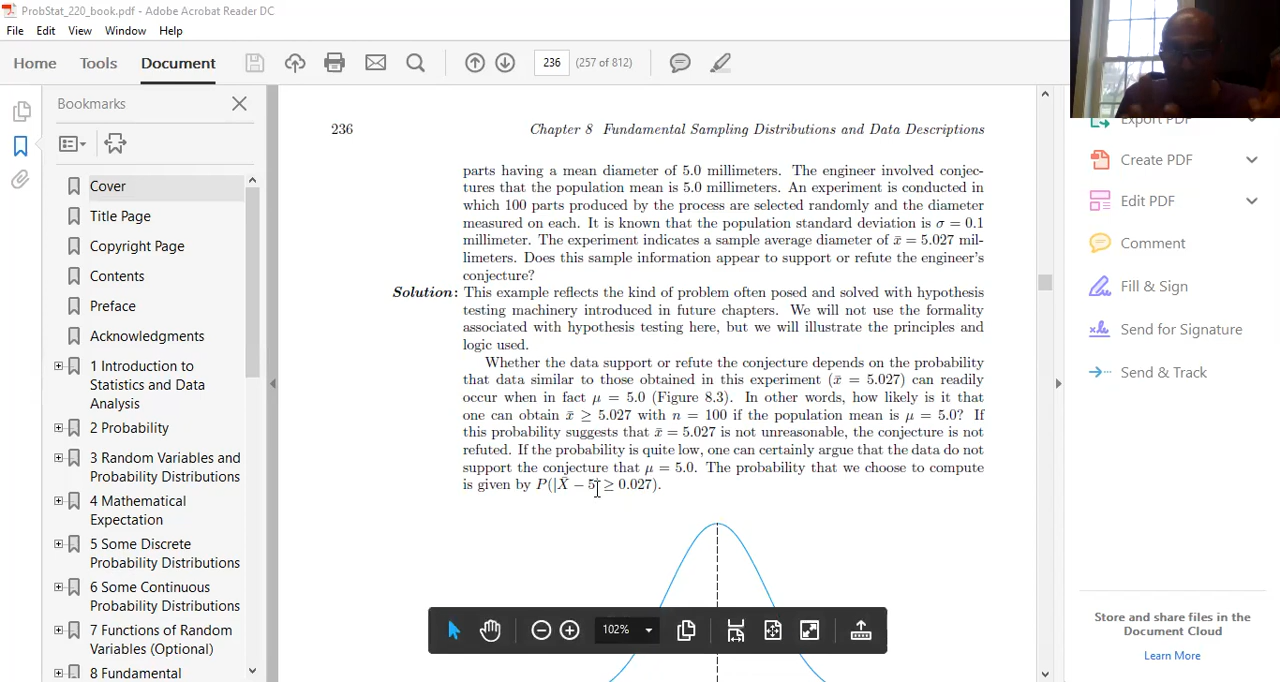 ProbStat_220_book.pdf - Adobe Acrobat Reader DC
File Edit View Window Help
Home Tools Document 236 (257 of 812)
Bookmarks
Cover
Title Page
Copyright Page
Contents
Preface
Acknowledgments
1 Introduction to
Statistics and Data
Analysis
2 Probability
3 Random Variables and
Probability Distributions
4 Mathematical
Expectation
5 Some Discrete
Probability Distributions
6 Some Continuous
Probability Distributions
7 Functions of Random
Variables (Optional)
8 Fundamental
236 Chapter 8 Fundamental Sampling Distributions and Data Descriptions
parts having a mean diameter of 5.0 millimeters. The engineer involved conjec-
tures that the population mean is 5.0 millimeters. An experiment is conducted in
which 100 parts produced by the process are selected randomly and the diameter
measured on each. It is known that the population standard deviation is σ = 0.1
millimeter. The experiment indicates a sample average diameter of x̄ = 5.027 mil-
limeters. Does this sample information appear to support or refute the engineer's
conjecture?
Solution: This example reflects the kind of problem often posed and solved with hypothesis
testing machinery introduced in future chapters. We will not use the formality
associated with hypothesis testing here, but we will illustrate the principles and
logic used.
Whether the data support or refute the conjecture depends on the probability
that data similar to those obtained in this experiment (x̄ = 5.027) can readily
occur when in fact μ = 5.0 (Figure 8.3). In other words, how likely is it that
one can obtain x̄ ≥ 5.027 with n = 100 if the population mean is μ = 5.0? If
this probability suggests that x̄ = 5.027 is not unreasonable, the conjecture is not
refuted. If the probability is quite low, one can certainly argue that the data do not
support the conjecture that μ = 5.0. The probability that we choose to compute
is given by P(|X̄ − 5| ≥ 0.027).
102%
Export PDF
Create PDF
Edit PDF
Comment
Fill & Sign
Send for Signature
Send & Track
Store and share files in the
Document Cloud
Learn More